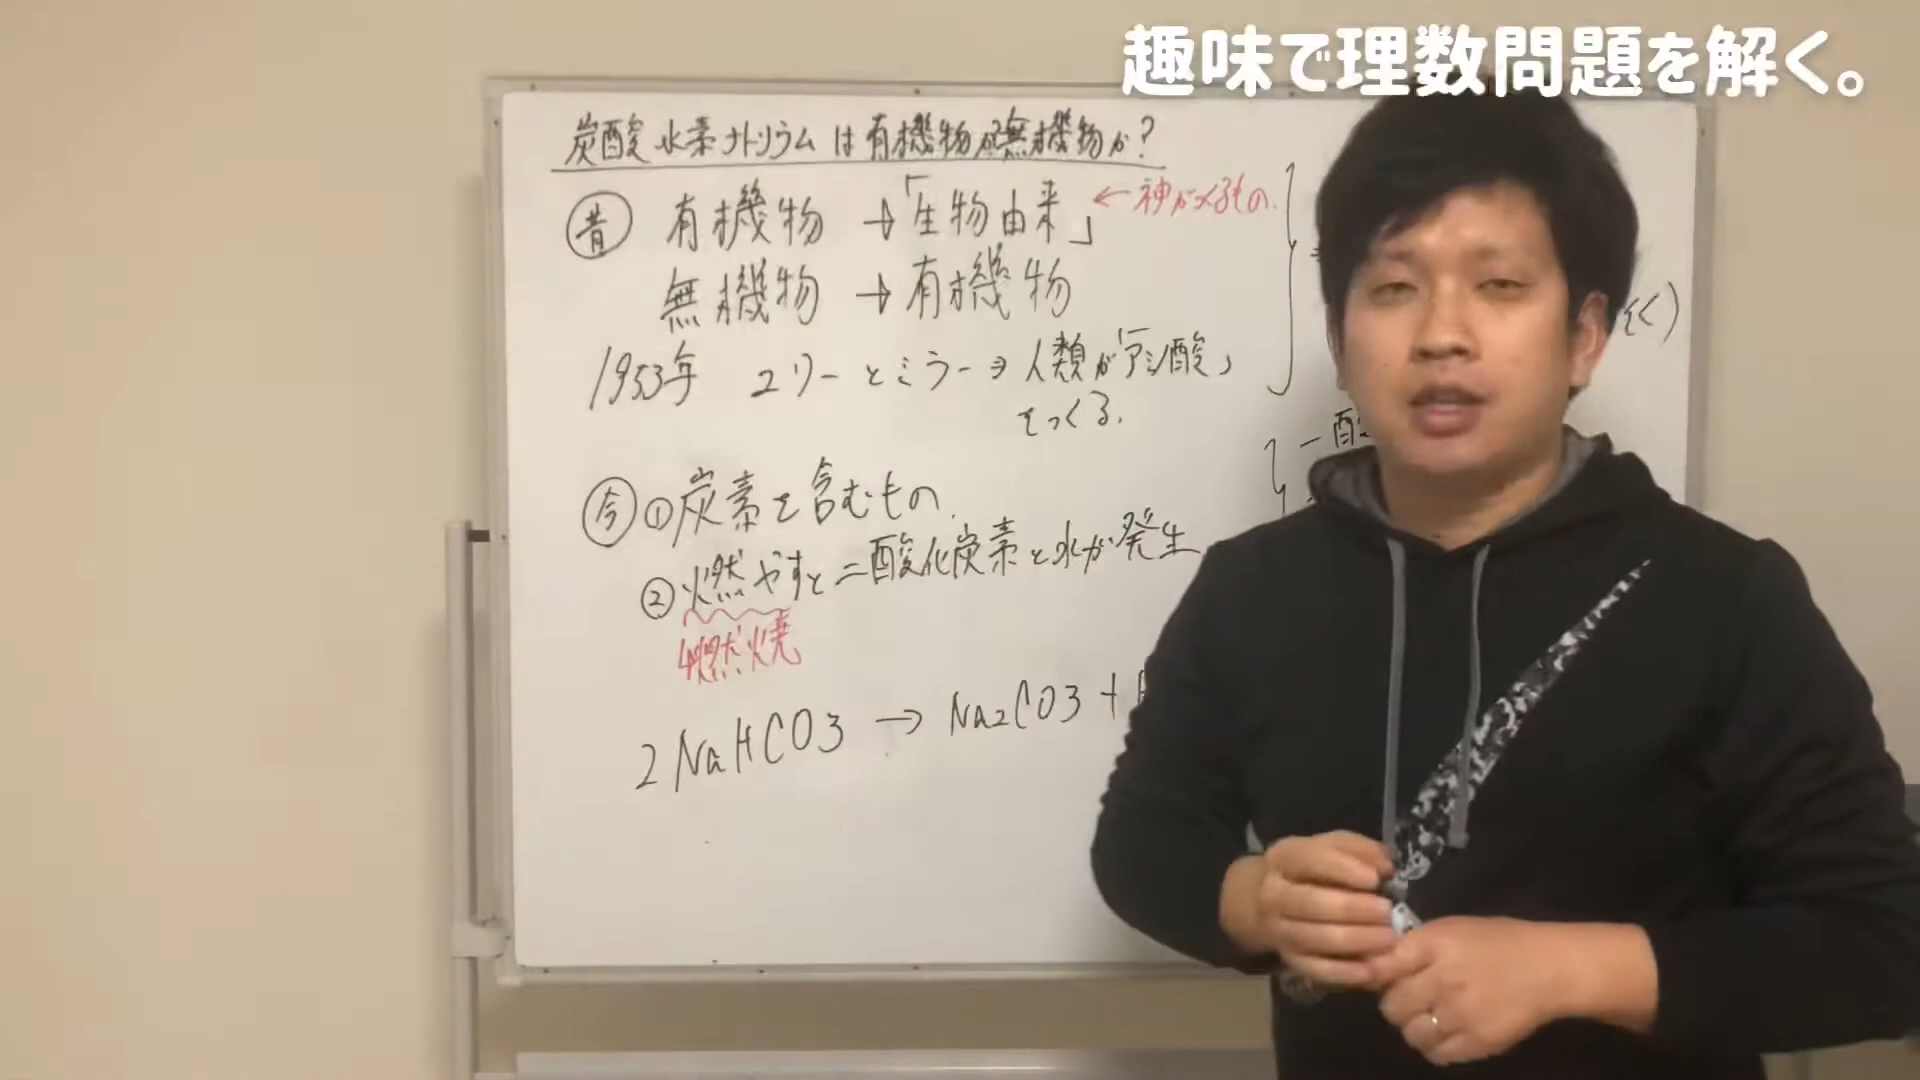 趣味で理数問題を解く。
炭酸水素ナトリウムは有機物か無機物か?
昔 有機物 →「生物由来」 ←神がつくるもの.
無機物 → 有機物
1953年 ユリーとミラー→人類が「アミノ酸」
をつくる.
今 ①炭素を含むもの.
②燃やすと二酸化炭素と水が発生
燃焼
2NaHCO3 → Na2CO3 +
一酸